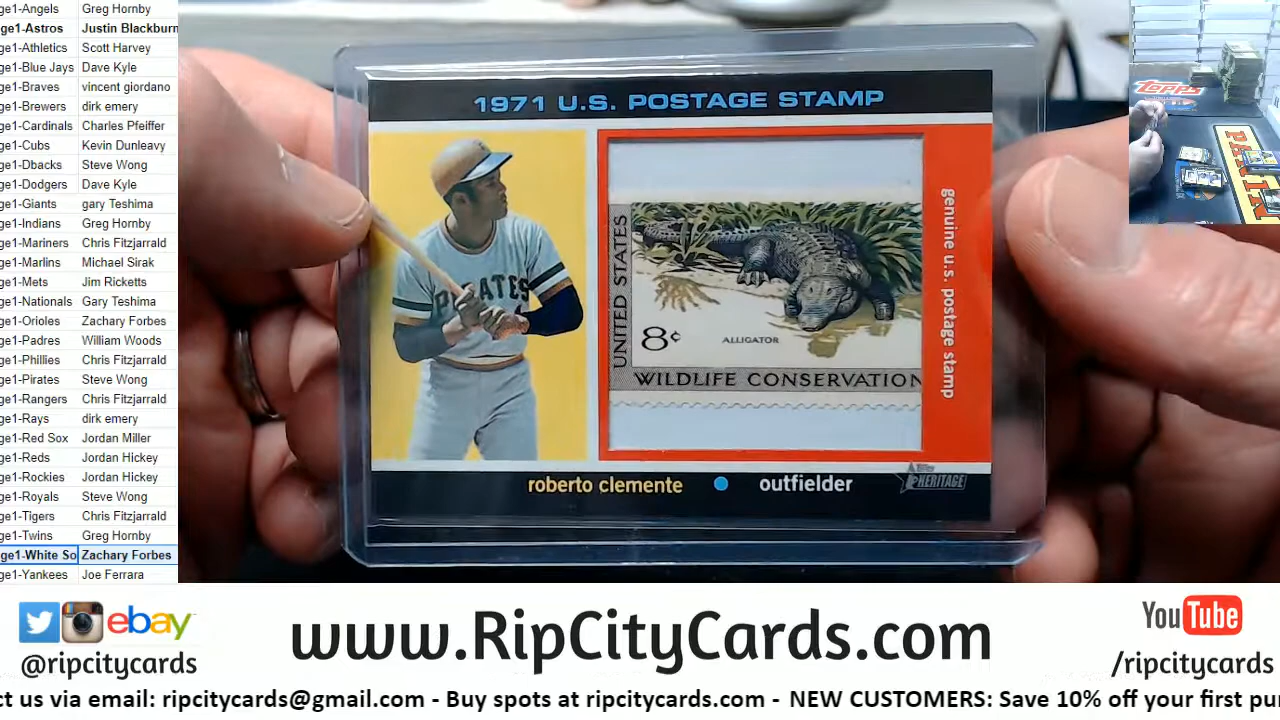 ge1-Angels Greg Hornby
ge1-Astros Justin Blackburn
ge1-Athletics Scott Harvey
ge1-Blue Jays Dave Kyle
ge1-Braves vincent giordano
ge1-Brewers dirk emery
ge1-Cardinals Charles Pfeiffer
ge1-Cubs Kevin Dunleavy
ge1-Dbacks Steve Wong
ge1-Dodgers Dave Kyle
ge1-Giants gary Teshima
ge1-Indians Greg Hornby
ge1-Mariners Chris Fitzjarrald
ge1-Marlins Michael Sirak
ge1-Mets Jim Ricketts
ge1-Nationals Gary Teshima
ge1-Orioles Zachary Forbes
ge1-Padres William Woods
ge1-Phillies Chris Fitzjarrald
ge1-Pirates Steve Wong
ge1-Rangers Chris Fitzjarrald
ge1-Rays dirk emery
ge1-Red Sox Jordan Miller
ge1-Reds Jordan Hickey
ge1-Rockies Jordan Hickey
ge1-Royals Steve Wong
ge1-Tigers Chris Fitzjarrald
ge1-Twins Greg Hornby
ge1-White So Zachary Forbes
ge1-Yankees Joe Ferrara
1971 U.S. POSTAGE STAMP
PIRATES
UNITED STATES
8¢
ALLIGATOR
WILDLIFE CONSERVATION
genuine u.s. postage stamp
roberto clemente • outfielder
Topps HERITAGE
topps
ebay
@ripcitycards
www.RipCityCards.com
YouTube
/ripcitycards
ct us via email: ripcitycards@gmail.com - Buy spots at ripcitycards.com - NEW CUSTOMERS: Save 10% off your first pur